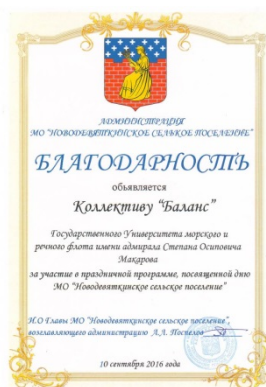 АДМИНИСТРАЦИЯ
МО "НОВОДЕВЯТКИНСКОЕ СЕЛЬСКОЕ ПОСЕЛЕНИЕ"
БЛАГОДАРНОСТЬ
объявляется
Коллективу "Баланс"
Государственного Университета морского и
речного флота имени адмирала Степана Осиповича
Макарова
за участие в праздничной программе, посвященной дню
МО "Новодевяткинское сельское поселение"
И.О Главы МО "Новодевяткинское сельское поселение",
возглавляющего администрацию А.Л. Поспелов
10 сентября 2016 года